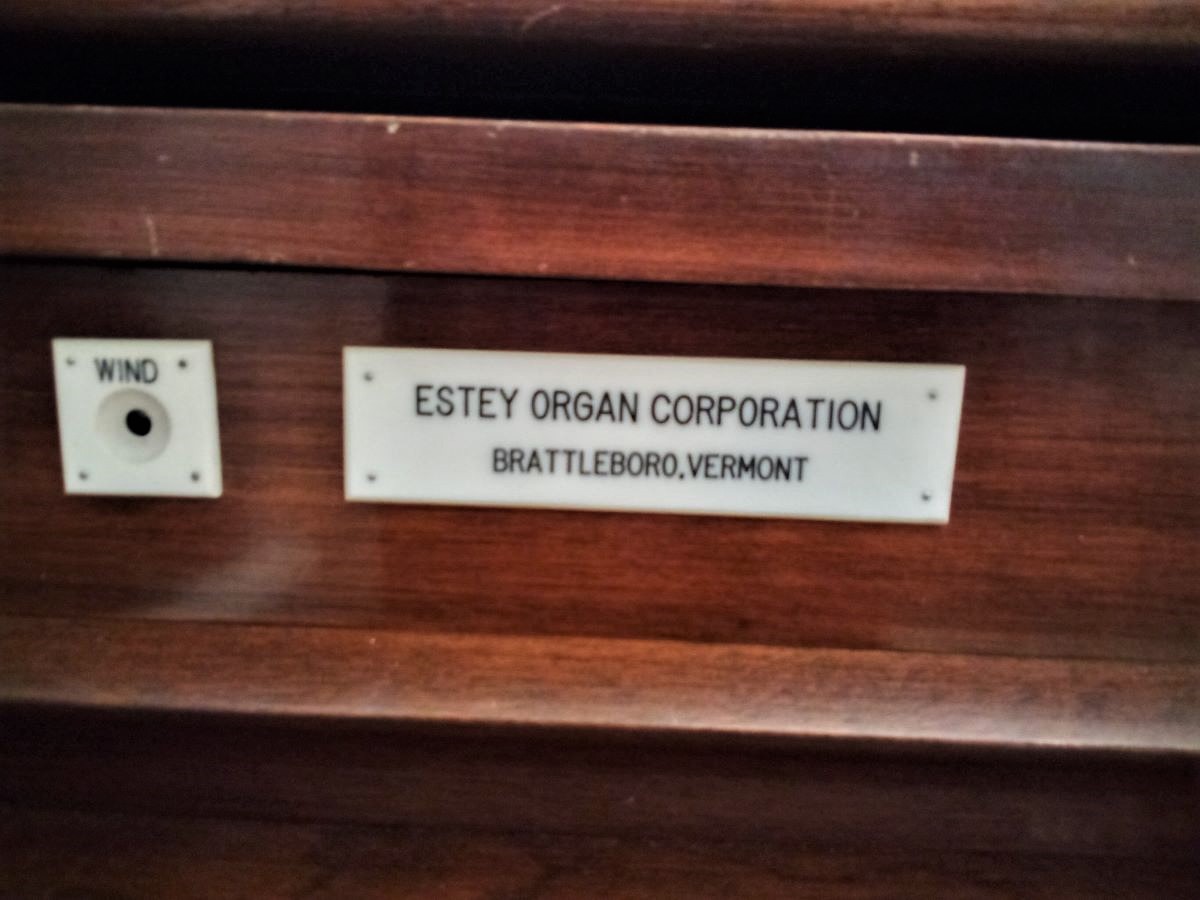 WIND
ESTEY ORGAN CORPORATION
BRATTLEBORO, VERMONT